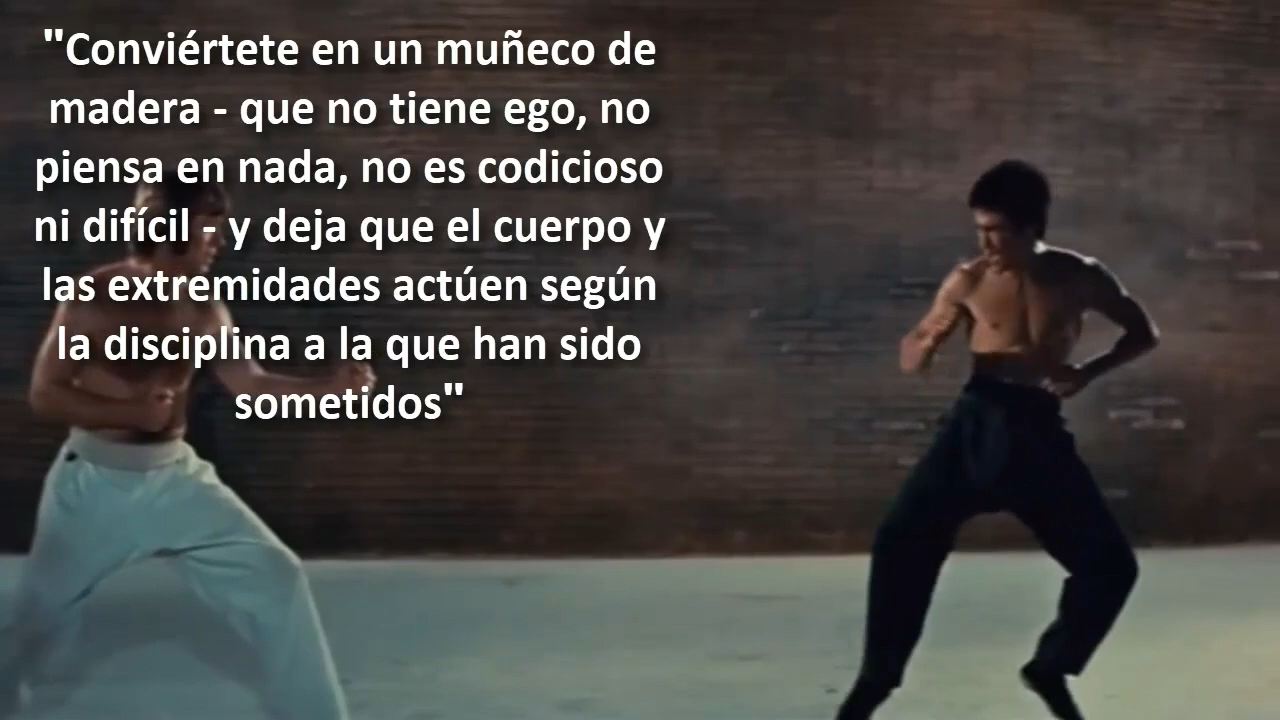 "Conviértete en un muñeco de
madera - que no tiene ego, no
piensa en nada, no es codicioso
ni difícil - y deja que el cuerpo y
las extremidades actúen según
la disciplina a la que han sido
sometidos"